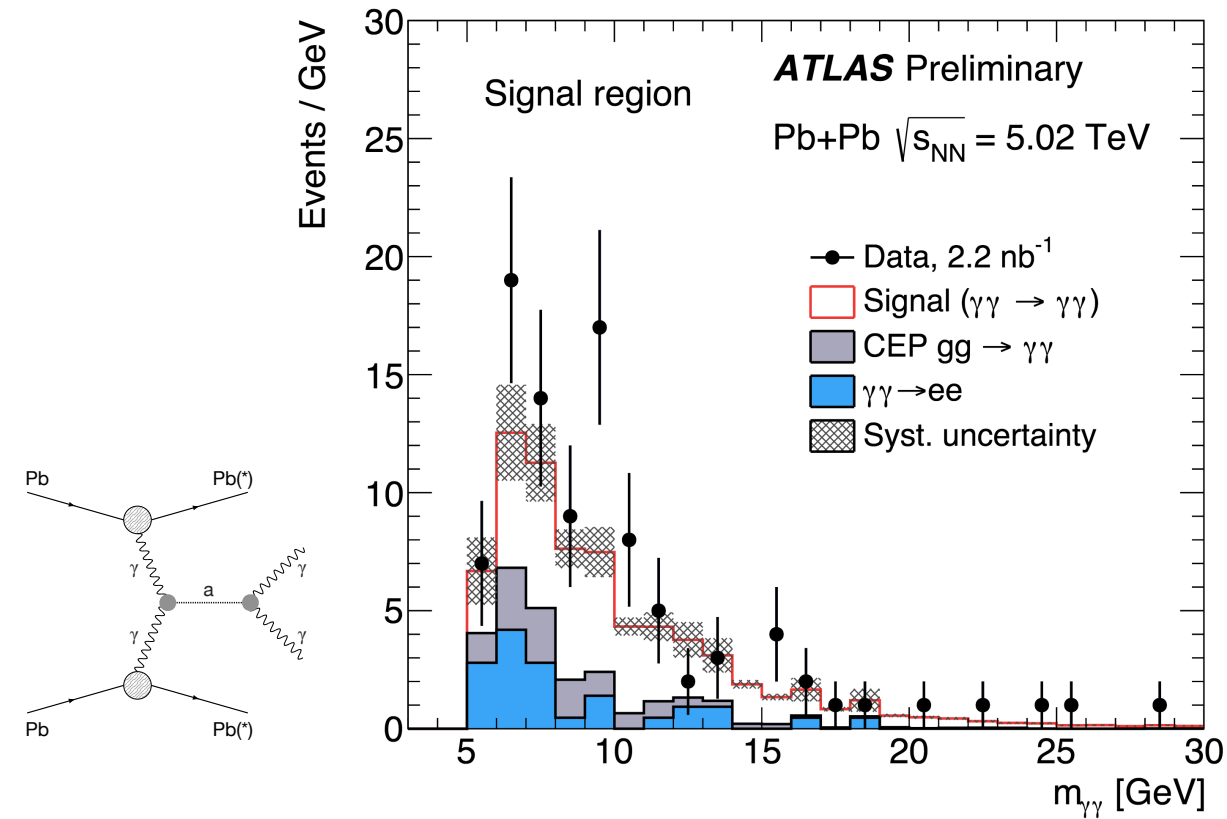 Pb
Pb(*)
γ
γ
a
γ
γ
Pb
Pb(*)
Events / GeV
30
25
20
15
10
5
0
Signal region
ATLAS Preliminary
Pb+Pb √sNN = 5.02 TeV
Data, 2.2 nb⁻¹
Signal (γγ → γγ)
CEP gg → γγ
γγ→ee
Syst. uncertainty
5 10 15 20 25 30
mγγ [GeV]